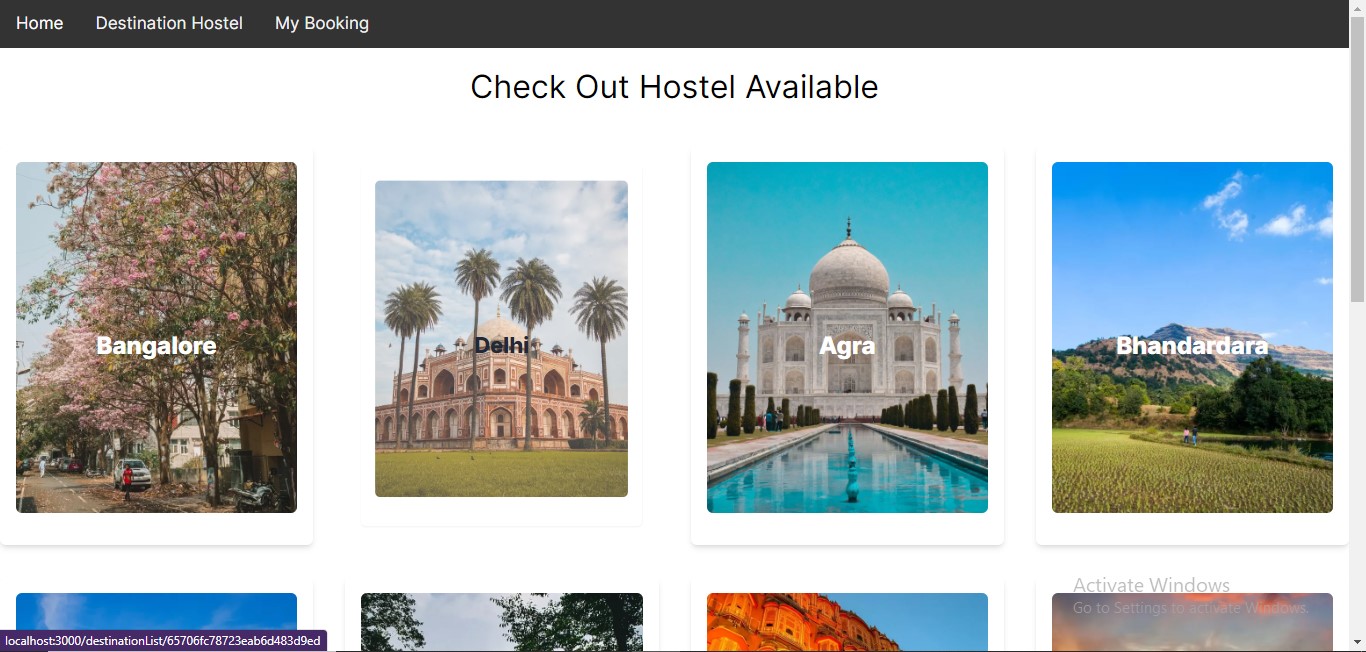 Home Destination Hostel My Booking
Check Out Hostel Available
Bangalore Delhi Agra Bhandardara
Activate Windows
Go to Settings to activate Windows.
localhost:3000/destinationList/65706fc78723eab6d483d9ed